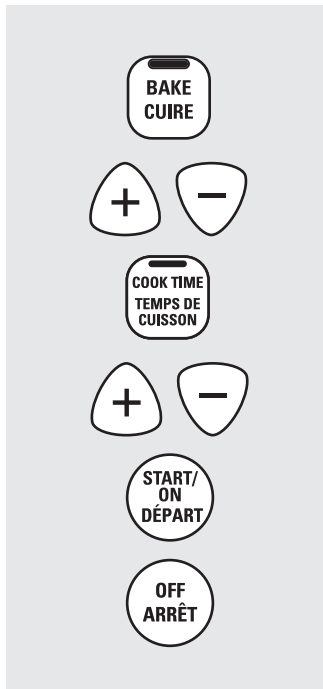 BAKE
CUIRE
+ −
COOK TIME
TEMPS DE
CUISSON
+ −
START/
ON
DÉPART
OFF
ARRÊT